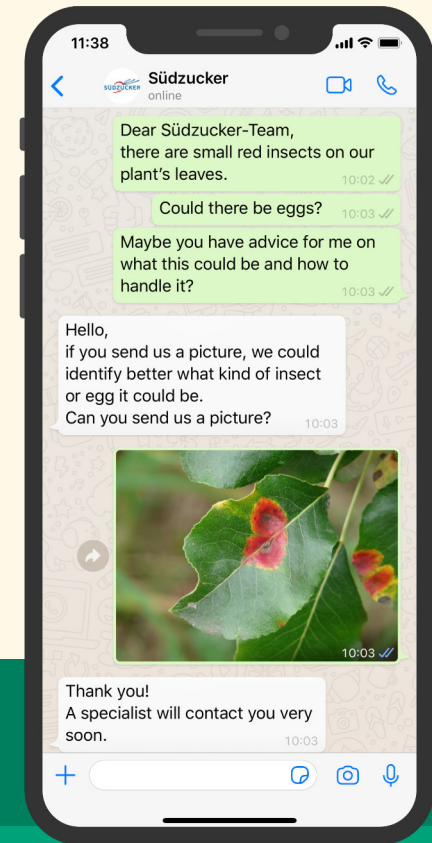 11:38
SÜDZUCKER
Südzucker
online
Dear Südzucker-Team,
there are small red insects on our
plant's leaves.
10:02
Could there be eggs?
10:03
Maybe you have advice for me on
what this could be and how to
handle it?
10:03
Hello,
if you send us a picture, we could
identify better what kind of insect
or egg it could be.
Can you send us a picture?
10:03
10:03
Thank you!
A specialist will contact you very
soon.
10:03